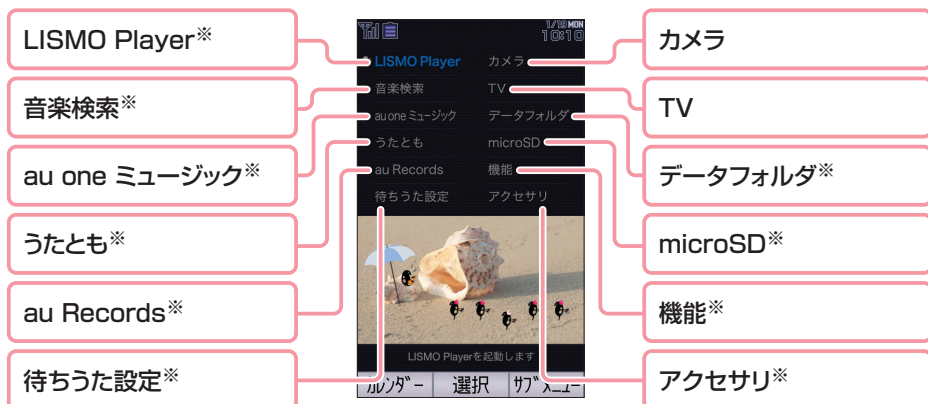 LISMO Player※
音楽検索※
au one ミュージック※
うたとも※
au Records※
待ちうた設定※
1/19 MON
10:10
LISMO Player カメラ
音楽検索 TV
au one ミュージック データフォルダ
うたとも microSD
au Records 機能
待ちうた設定 アクセサリ
LISMO Playerを起動します
カレンダー 選択 サブメニュー
カメラ
TV
データフォルダ※
microSD※
機能※
アクセサリ※